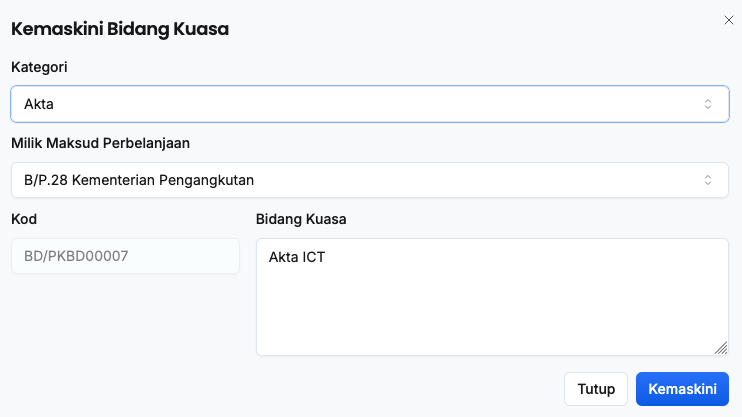 Kemaskini Bidang Kuasa
Kategori
Akta
Milik Maksud Perbelanjaan
B/P.28 Kementerian Pengangkutan
Kod
Bidang Kuasa
BD/PKBD00007
Akta ICT
Tutup
Kemaskini